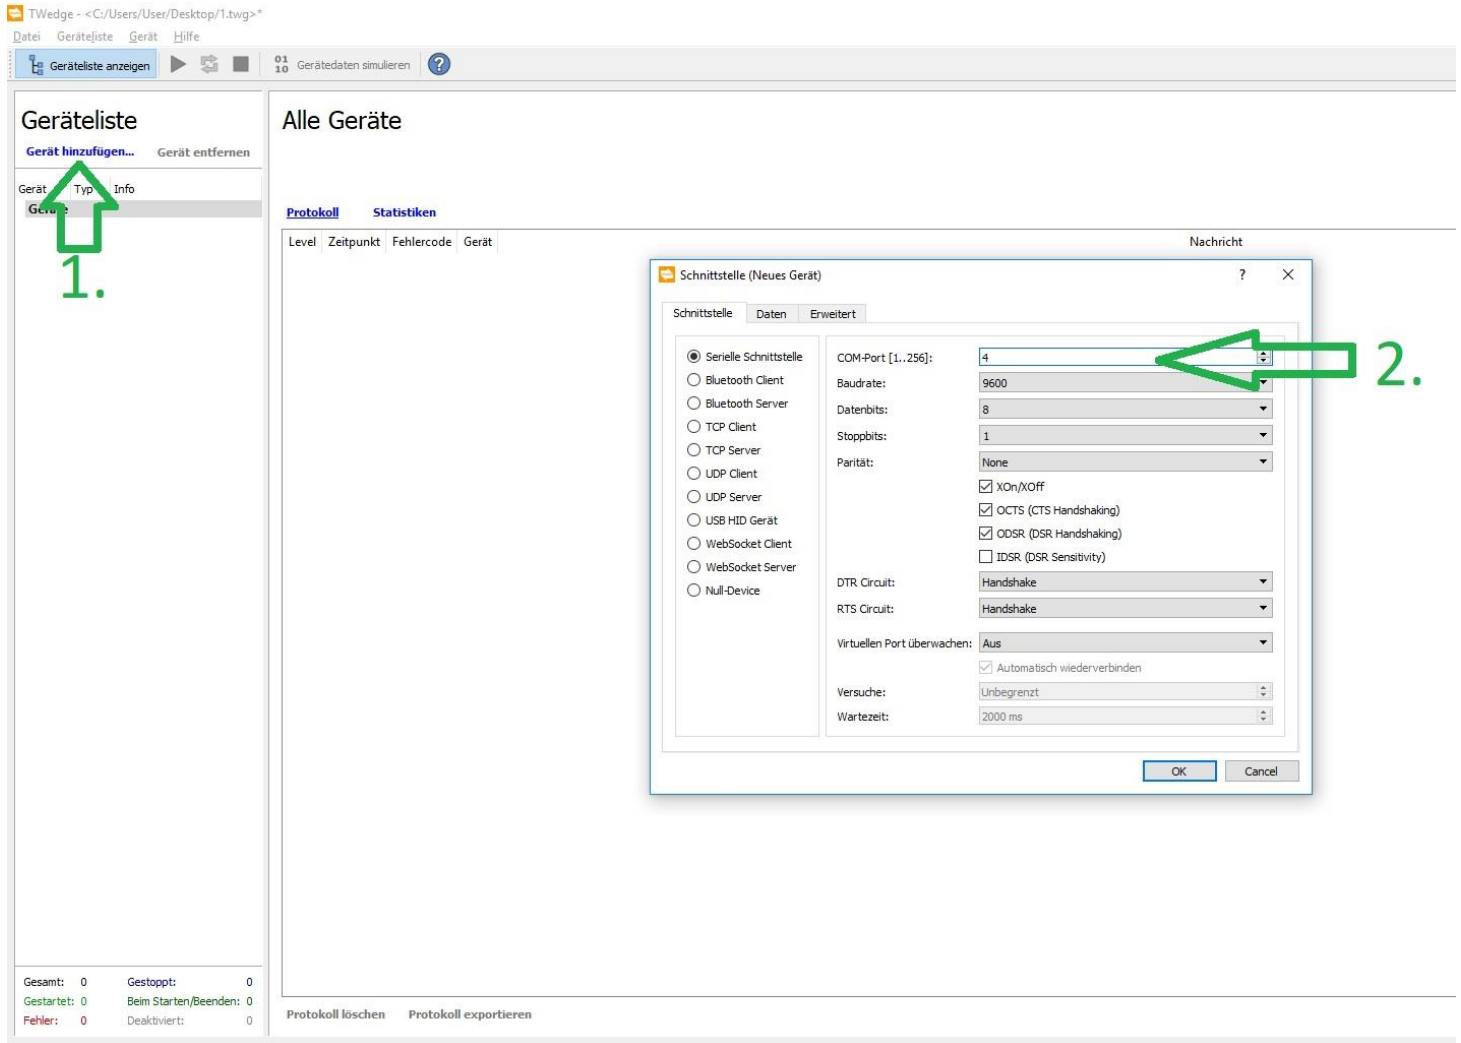 TWedge - <C:/Users/User/Desktop/1.twg>*
Datei Geräteliste Gerät Hilfe
Geräteliste anzeigen 01 10 Gerätedaten simulieren ?
Geräteliste
Gerät hinzufügen... Gerät entfernen
Gerät Typ Info
Geräte
1.
Alle Geräte
Protokoll Statistiken
Level Zeitpunkt Fehlercode Gerät Nachricht
Schnittstelle (Neues Gerät) ?
Schnittstelle Daten Erweitert
Serielle Schnittstelle
Bluetooth Client
Bluetooth Server
TCP Client
TCP Server
UDP Client
UDP Server
USB HID Gerät
WebSocket Client
WebSocket Server
Null-Device
COM-Port [1..256]: 4
2.
Baudrate: 9600
Datenbits: 8
Stoppbits: 1
Parität: None
XOn/XOff
OCTS (CTS Handshaking)
ODSR (DSR Handshaking)
IDSR (DSR Sensitivity)
DTR Circuit: Handshake
RTS Circuit: Handshake
Virtuellen Port überwachen: Aus
Automatisch wiederverbinden
Versuche: Unbegrenzt
Wartezeit: 2000 ms
OK Cancel
Gesamt: 0 Gestoppt: 0
Gestartet: 0 Beim Starten/Beenden: 0
Fehler: 0 Deaktiviert: 0
Protokoll löschen Protokoll exportieren